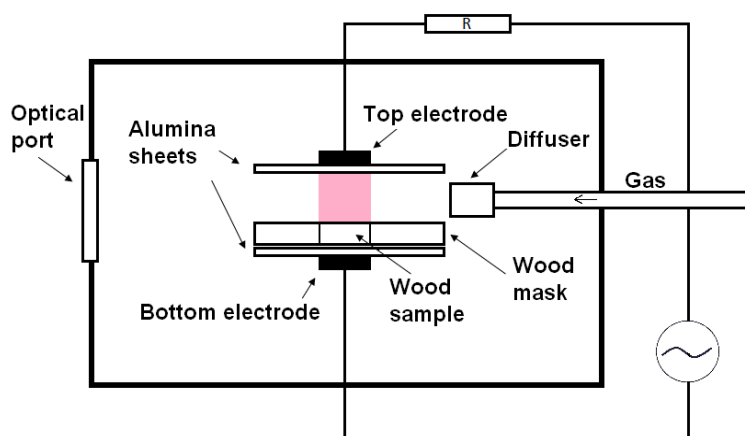 R
Optical
port
Alumina
sheets
Top electrode
Diffuser
Gas
Bottom electrode
Wood
sample
Wood
mask